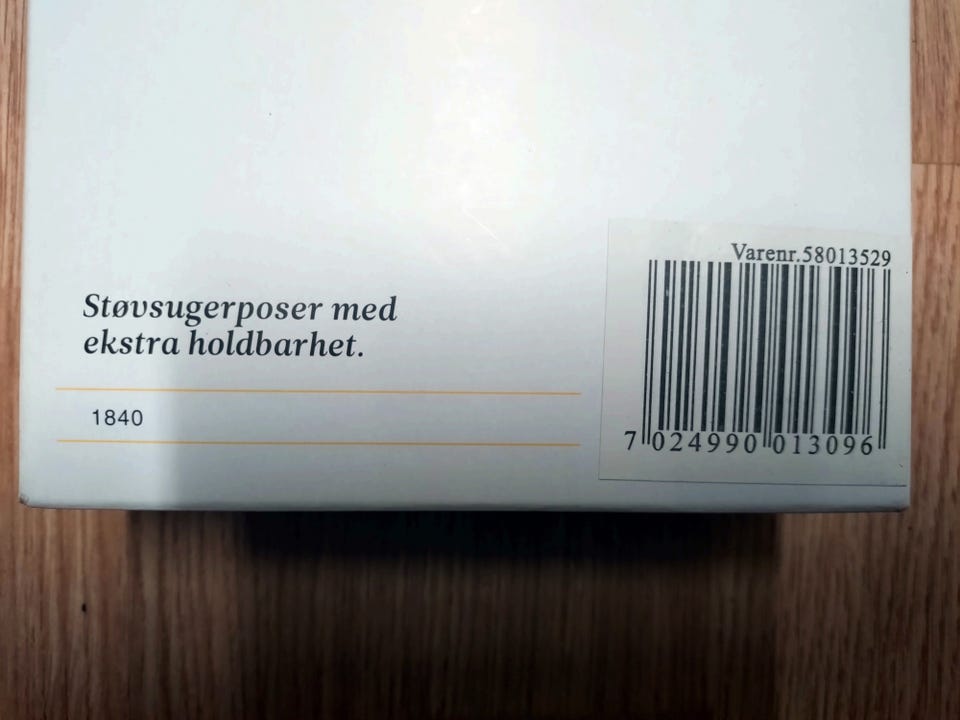 Varenr.58013529
Støvsugerposer med
ekstra holdbarhet.
1840
7 024990 013096